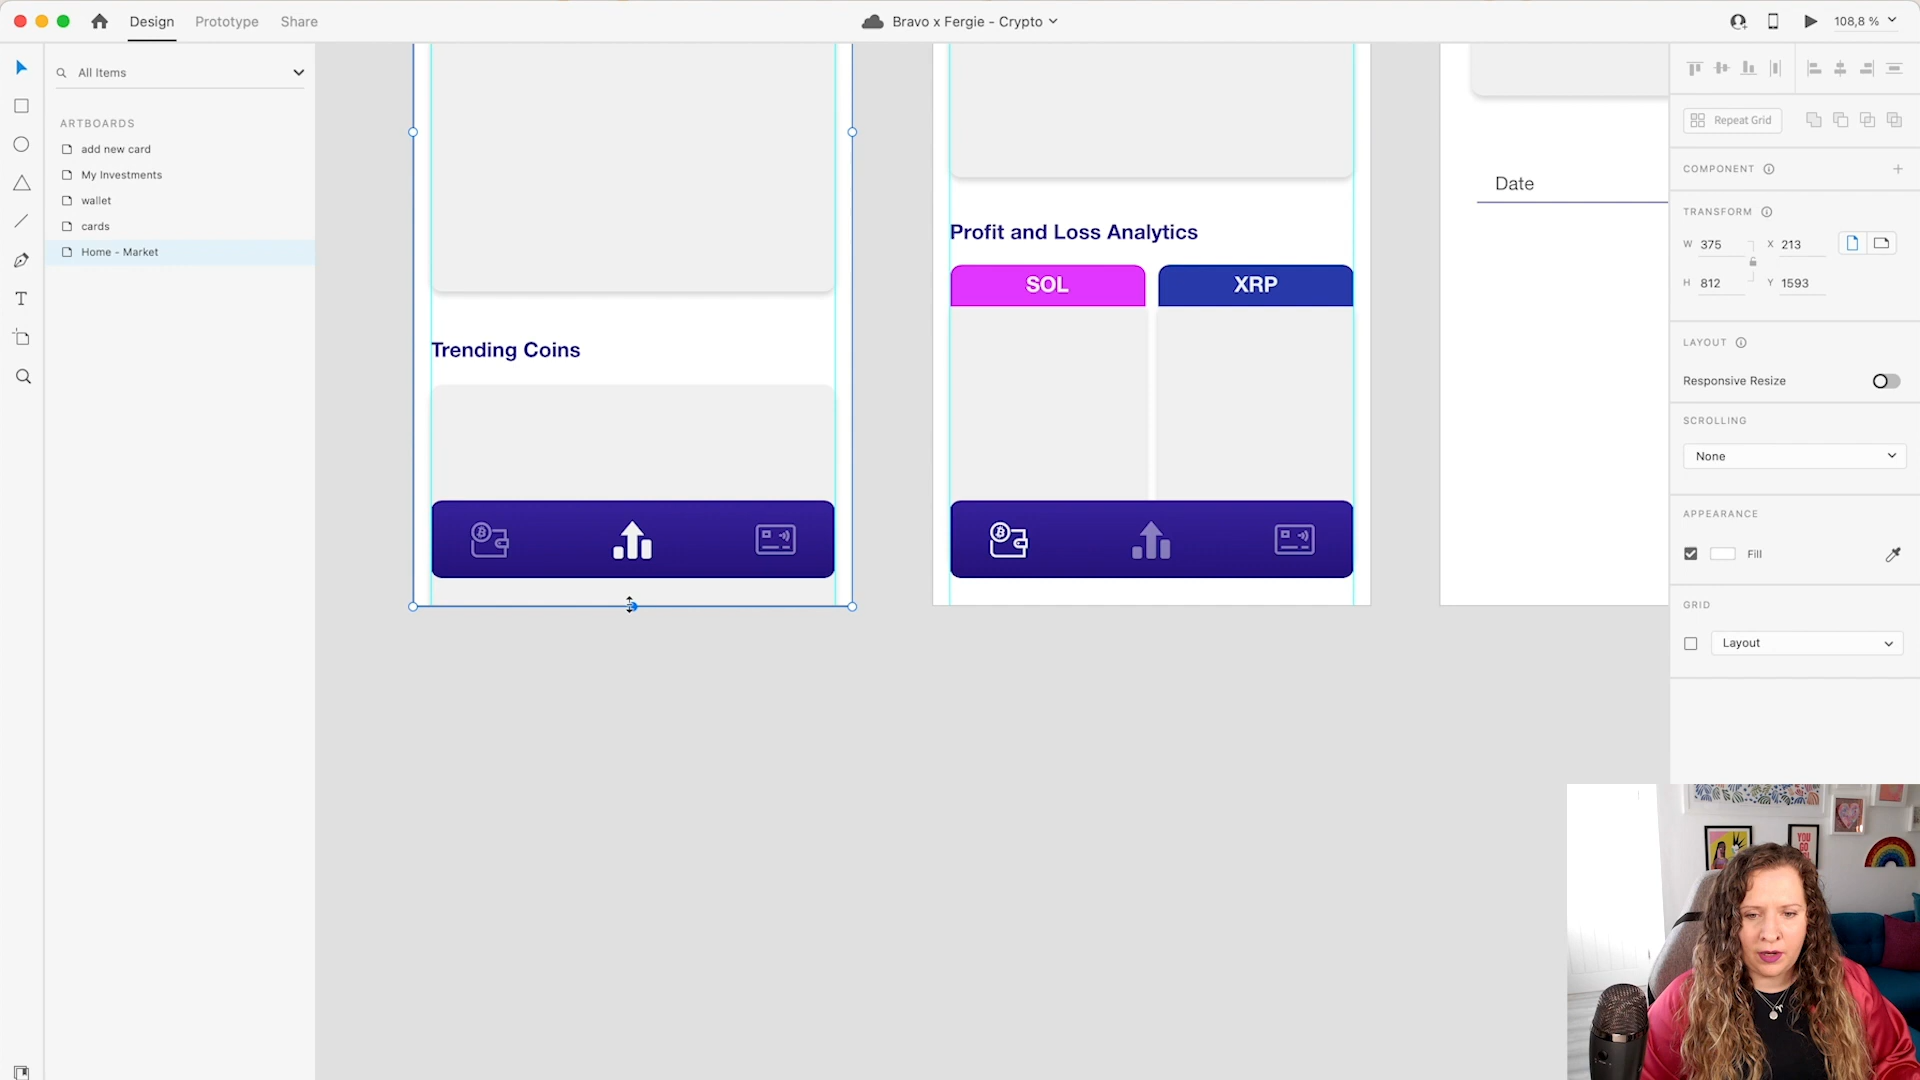 Design
Prototype
Share
Bravo x Fergie - Crypto
108,8 %
All Items
ARTBOARDS
add new card
My Investments
wallet
cards
Home - Market
Trending Coins
Profit and Loss Analytics
SOL
XRP
Date
Repeat Grid
COMPONENT
TRANSFORM
W 375
X 213
H 812
Y 1593
LAYOUT
Responsive Resize
SCROLLING
None
APPEARANCE
Fill
GRID
Layout
YOU
GO